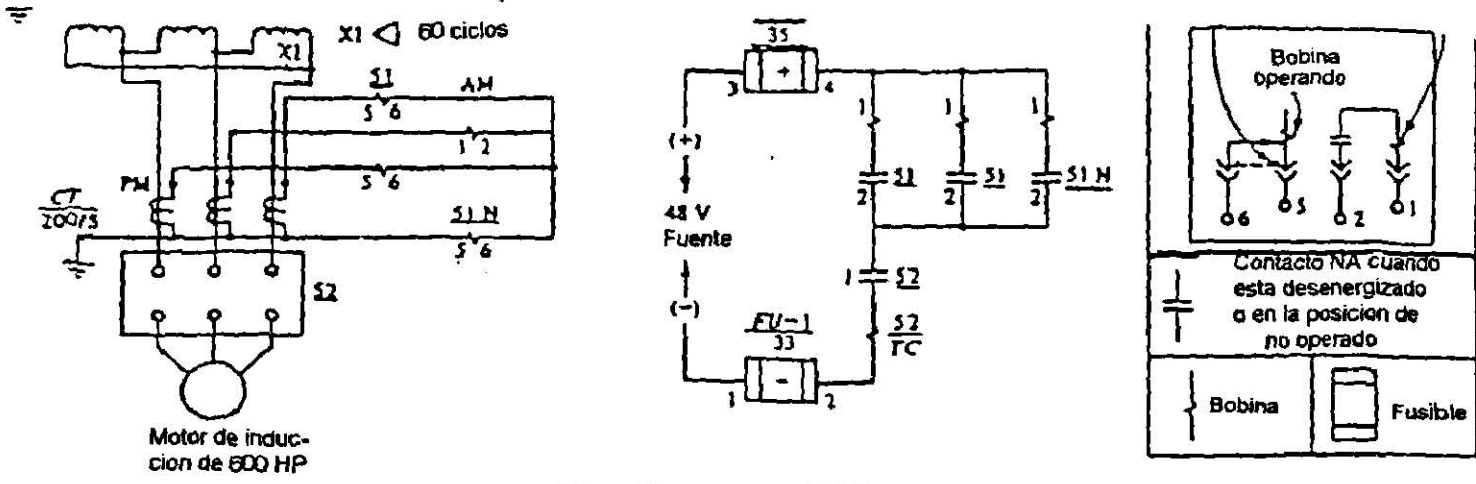 X1
X1 60 ciclos
51
5 6
AM
1 2
5 6
PM
CT
200/5
51 N
5 6
52
Motor de induc-
cion de 600 HP
35
3 + 4
(+)
48 V
Fuente
(-)
1 1 1
51 51 51 N
2 2 2
1 52
52
TC
FU-1
33
1 - 2
Bobina
operando
6 5 2 1
Contacto NA cuando
esta desenergizado
o en la posicion de
no operado
Bobina
Fusible